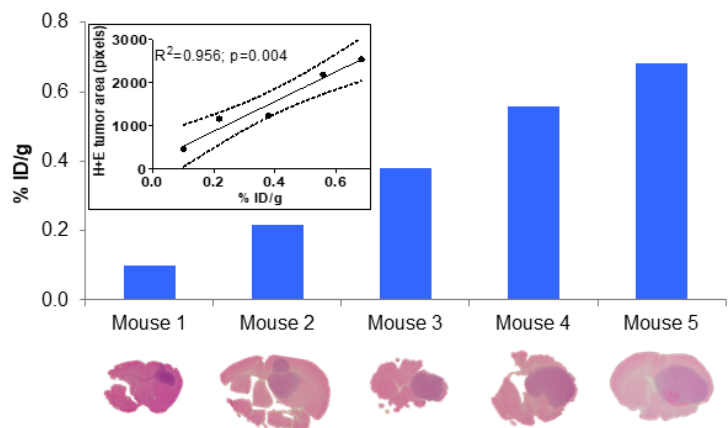 0.8
0.6
0.4
0.2
0.0
% ID/g
3000
2000
1000
0
H+E tumor area (pixels)
R²=0.956; p=0.004
0.0 0.2 0.4 0.6
% ID/g
Mouse 1 Mouse 2 Mouse 3 Mouse 4 Mouse 5